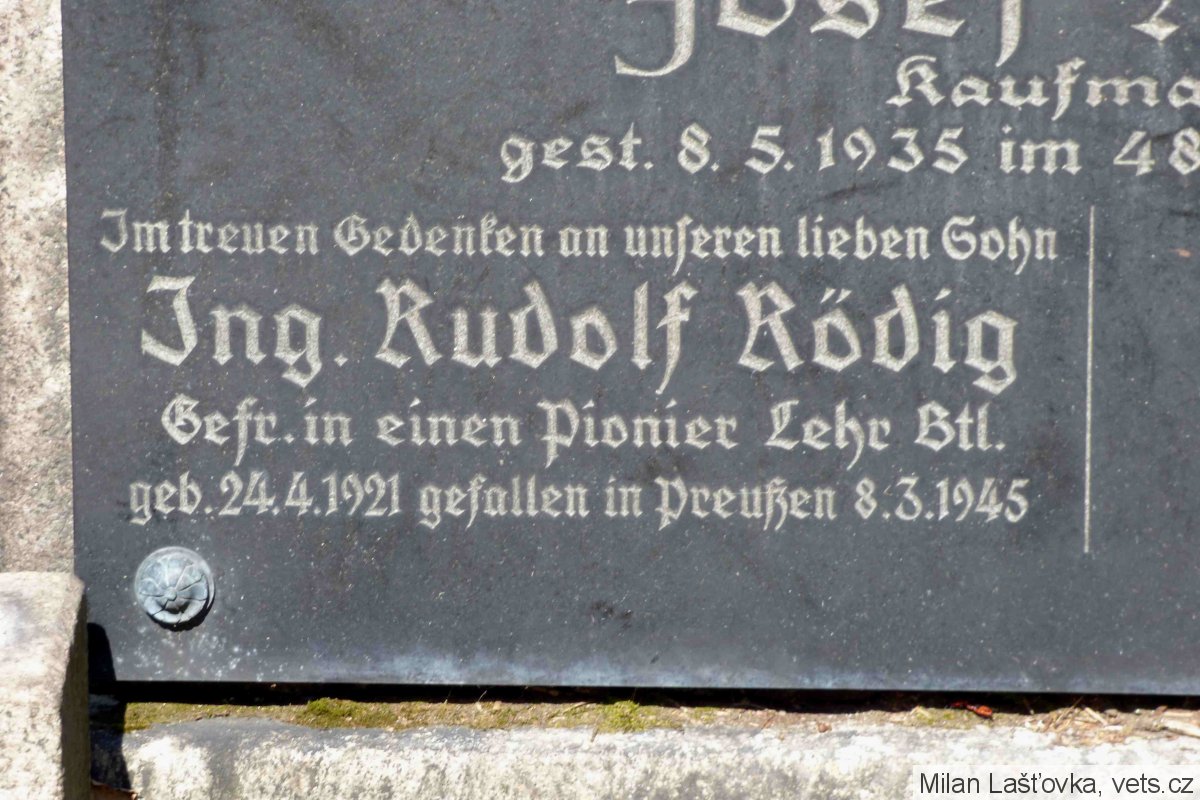 Josef
Kaufma
gest. 8. 5. 1935 im 48
Im treuen Gedenken an unseren lieben Sohn
Ing. Rudolf Rödig
Gefr. in einen Pionier Lehr Btl.
geb. 24.4.1921 gefallen in Preußen 8.3.1945
Milan Lašťovka, vets.cz